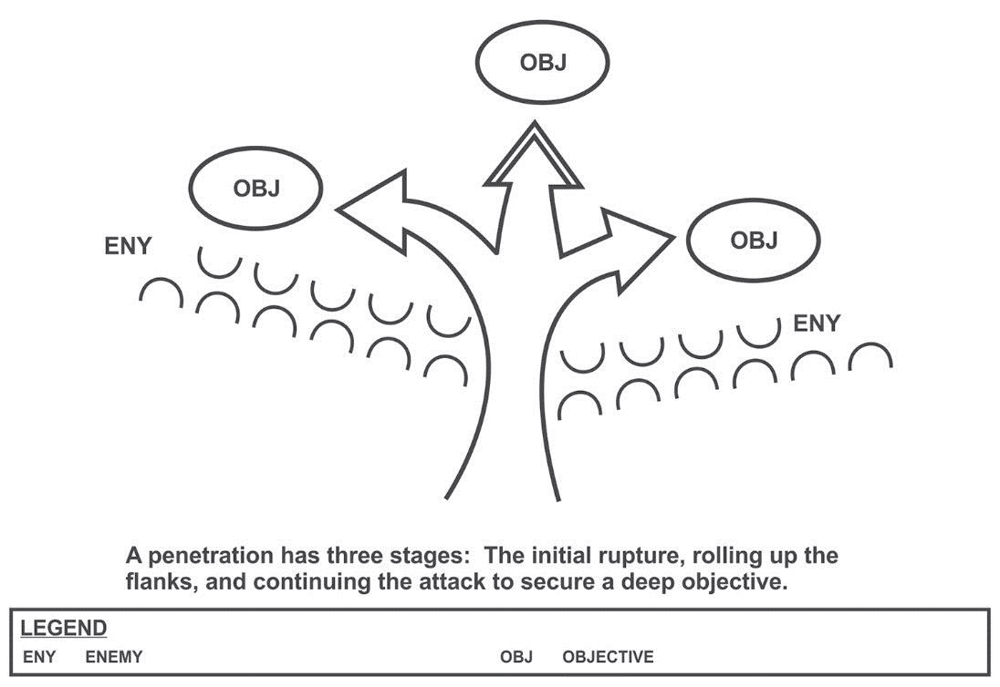 OBJ
OBJ
OBJ
ENY
ENY
A penetration has three stages:  The initial rupture, rolling up the
flanks, and continuing the attack to secure a deep objective.
LEGEND
ENY ENEMY OBJ OBJECTIVE